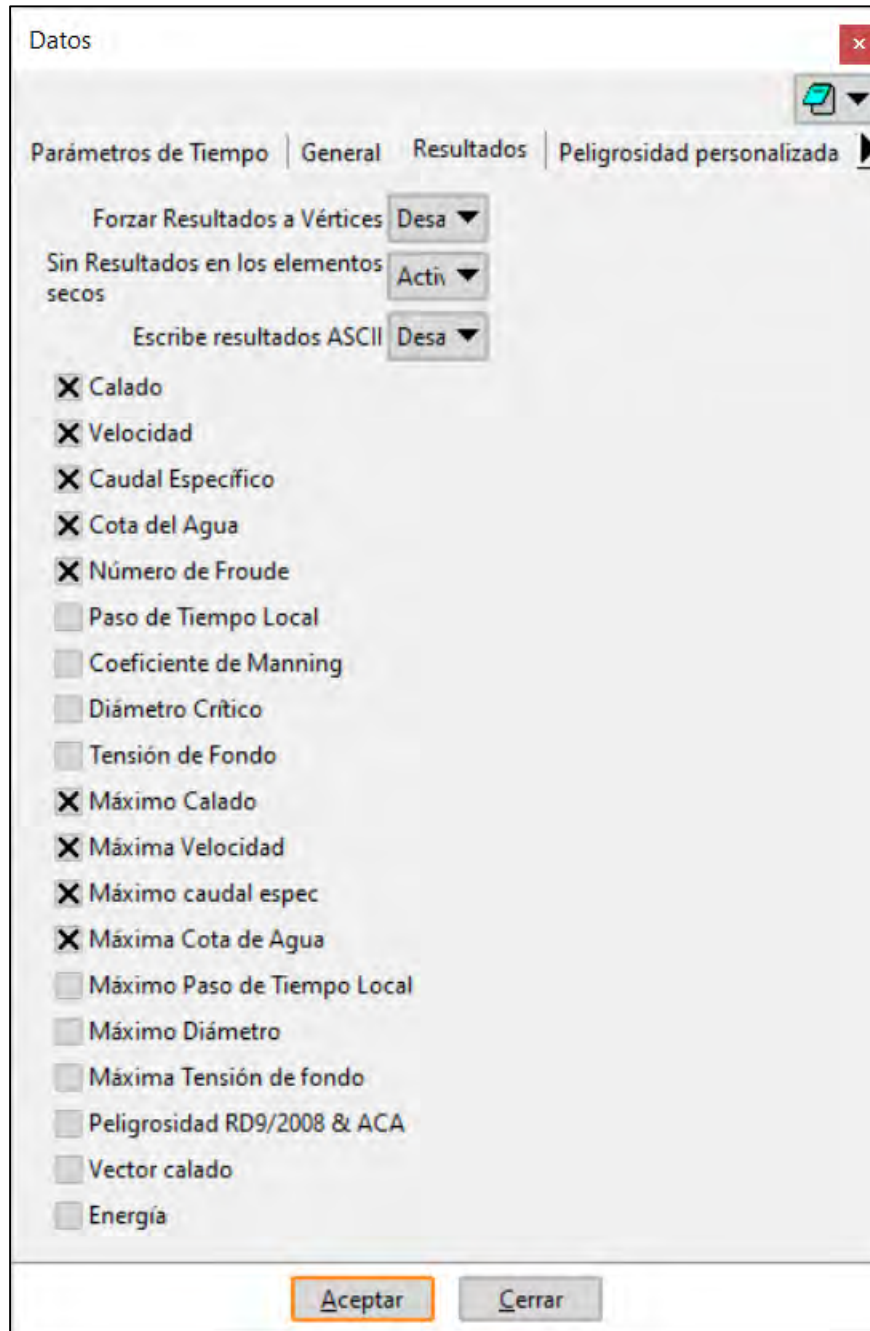 Datos
Parámetros de Tiempo General Resultados Peligrosidad personalizada
Forzar Resultados a Vértices Desa
Sin Resultados en los elementos
secos Activ
Escribe resultados ASCII Desa
Calado
Velocidad
Caudal Específico
Cota del Agua
Número de Froude
Paso de Tiempo Local
Coeficiente de Manning
Diámetro Crítico
Tensión de Fondo
Máximo Calado
Máxima Velocidad
Máximo caudal espec
Máxima Cota de Agua
Máximo Paso de Tiempo Local
Máximo Diámetro
Máxima Tensión de fondo
Peligrosidad RD9/2008 & ACA
Vector calado
Energía
Aceptar Cerrar